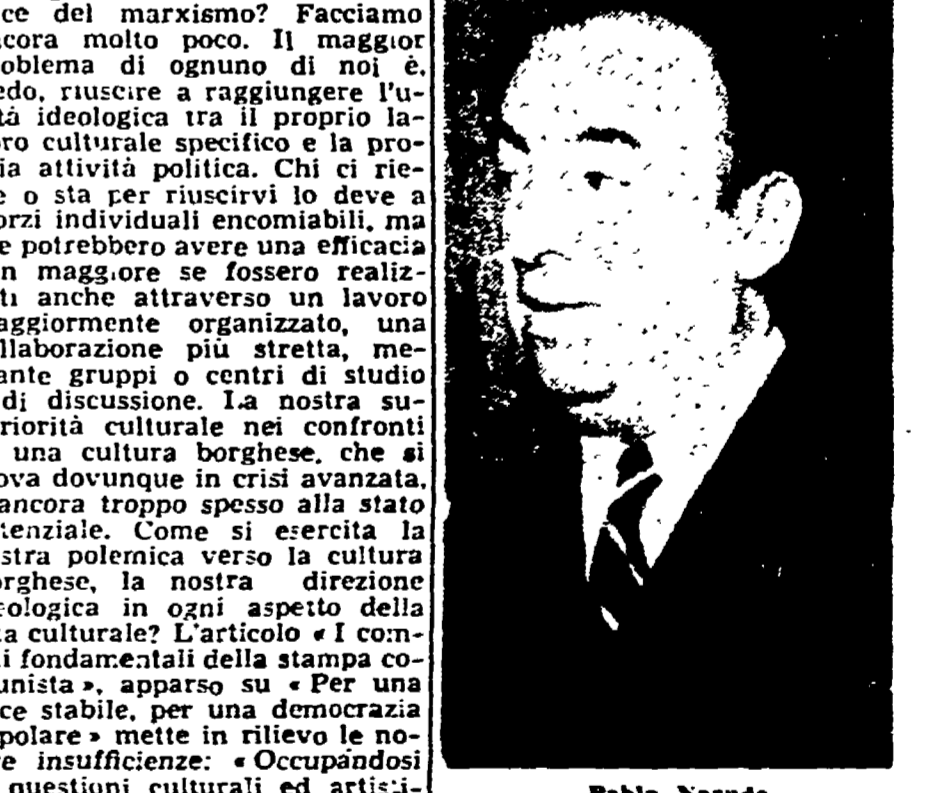 ce del marxismo? Facciamo
cora molto poco. Il maggior
oblema di ognuno di noi è,
edo, riuscire a raggiungere l'u-
tà ideologica tra il proprio la-
ro culturale specifico e la pro-
ia attività politica. Chi ci rie-
e o sta per riuscirvi lo deve a
orzi individuali encomiabili, ma
e potrebbero avere una efficacia
n maggiore se fossero realiz-
ti anche attraverso un lavoro
aggiormente organizzato, una
llaborazione più stretta, me-
ante gruppi o centri di studio
di discussione. La nostra su-
riorità culturale nei confronti
una cultura borghese, che si
ova dovunque in crisi avanzata,
ancora troppo spesso alla stato
tenziale. Come si esercita la
stra polemica verso la cultura
orghese, la nostra direzione
eologica in ogni aspetto della
ta culturale? L'articolo « I com-
i fondamentali della stampa co-
unista », apparso su « Per una
ce stabile, per una democrazia
polare » mette in rilievo le no-
e insufficienze: « Occupandosi
questioni culturali ed artisti-
Pablo Neruda